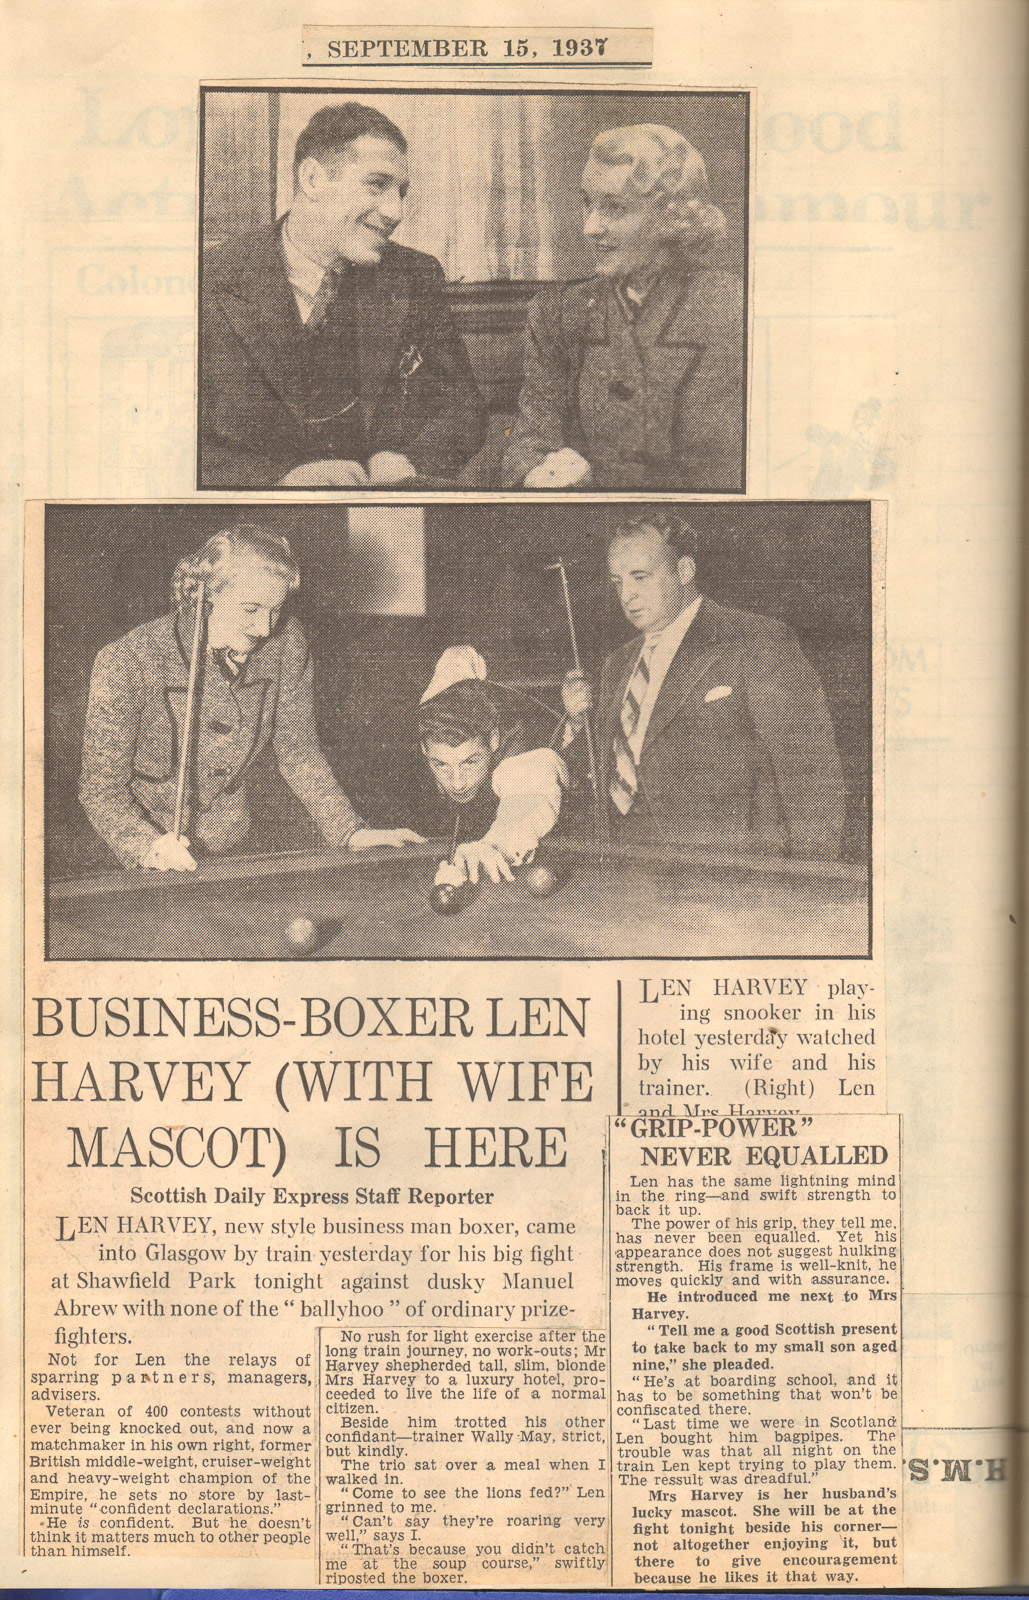 , SEPTEMBER 15, 1937
LEN HARVEY play-
ing snooker in his
hotel yesterday watched
by his wife and his
trainer. (Right) Len
and Mrs Harvey.
BUSINESS-BOXER LEN
HARVEY (WITH WIFE
MASCOT) IS HERE
Scottish Daily Express Staff Reporter
LEN HARVEY, new style business man boxer, came
into Glasgow by train yesterday for his big fight
at Shawfield Park tonight against dusky Manuel
Abrew with none of the “ ballyhoo ” of ordinary prize-
fighters.
Not for Len the relays of
sparring partners, managers,
advisers.
Veteran of 400 contests without
ever being knocked out, and now a
matchmaker in his own right, former
British middle-weight, cruiser-weight
and heavy-weight champion of the
Empire, he sets no store by last-
minute “confident declarations.”
He is confident. But he doesn't
think it matters much to other people
than himself.
No rush for light exercise after the
long train journey, no work-outs; Mr
Harvey shepherded tall, slim, blonde
Mrs Harvey to a luxury hotel, pro-
ceeded to live the life of a normal
citizen.
Beside him trotted his other
confidant—trainer Wally May, strict,
but kindly.
The trio sat over a meal when I
walked in.
“Come to see the lions fed?” Len
grinned to me.
“Can't say they're roaring very
well,” says I.
“That's because you didn't catch
me at the soup course,” swiftly
riposted the boxer.
“GRIP-POWER”
NEVER EQUALLED
Len has the same lightning mind
in the ring—and swift strength to
back it up.
The power of his grip, they tell me,
has never been equalled. Yet his
appearance does not suggest hulking
strength. His frame is well-knit, he
moves quickly and with assurance.
He introduced me next to Mrs
Harvey.
“Tell me a good Scottish present
to take back to my small son aged
nine,” she pleaded.
“He's at boarding school, and it
has to be something that won't be
confiscated there.
“Last time we were in Scotland
Len bought him bagpipes. The
trouble was that all night on the
train Len kept trying to play them.
The ressult was dreadful.”
Mrs Harvey is her husband's
lucky mascot. She will be at the
fight tonight beside his corner—
not altogether enjoying it, but
there to give encouragement
because he likes it that way.
H.M.S.